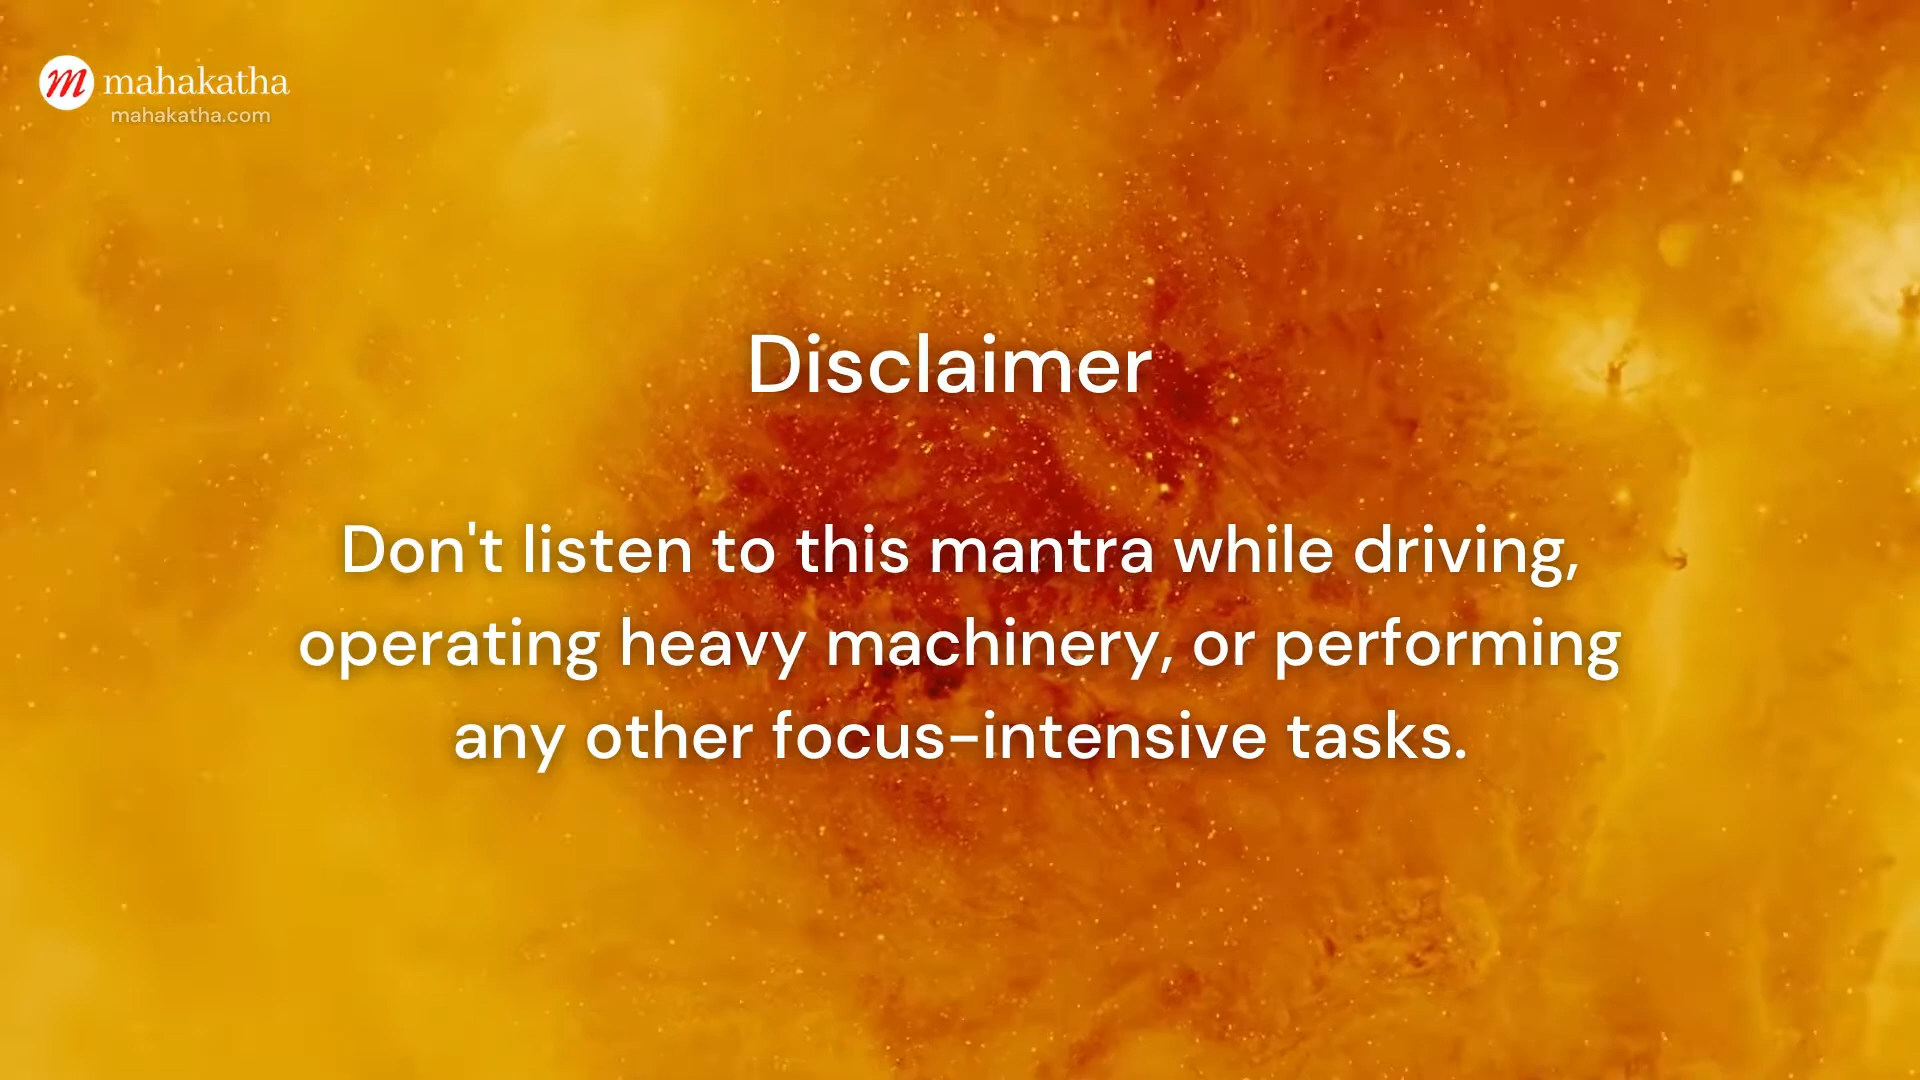 mahakatha
mahakatha.com
Disclaimer
Don't listen to this mantra while driving,
operating heavy machinery, or performing
any other focus-intensive tasks.